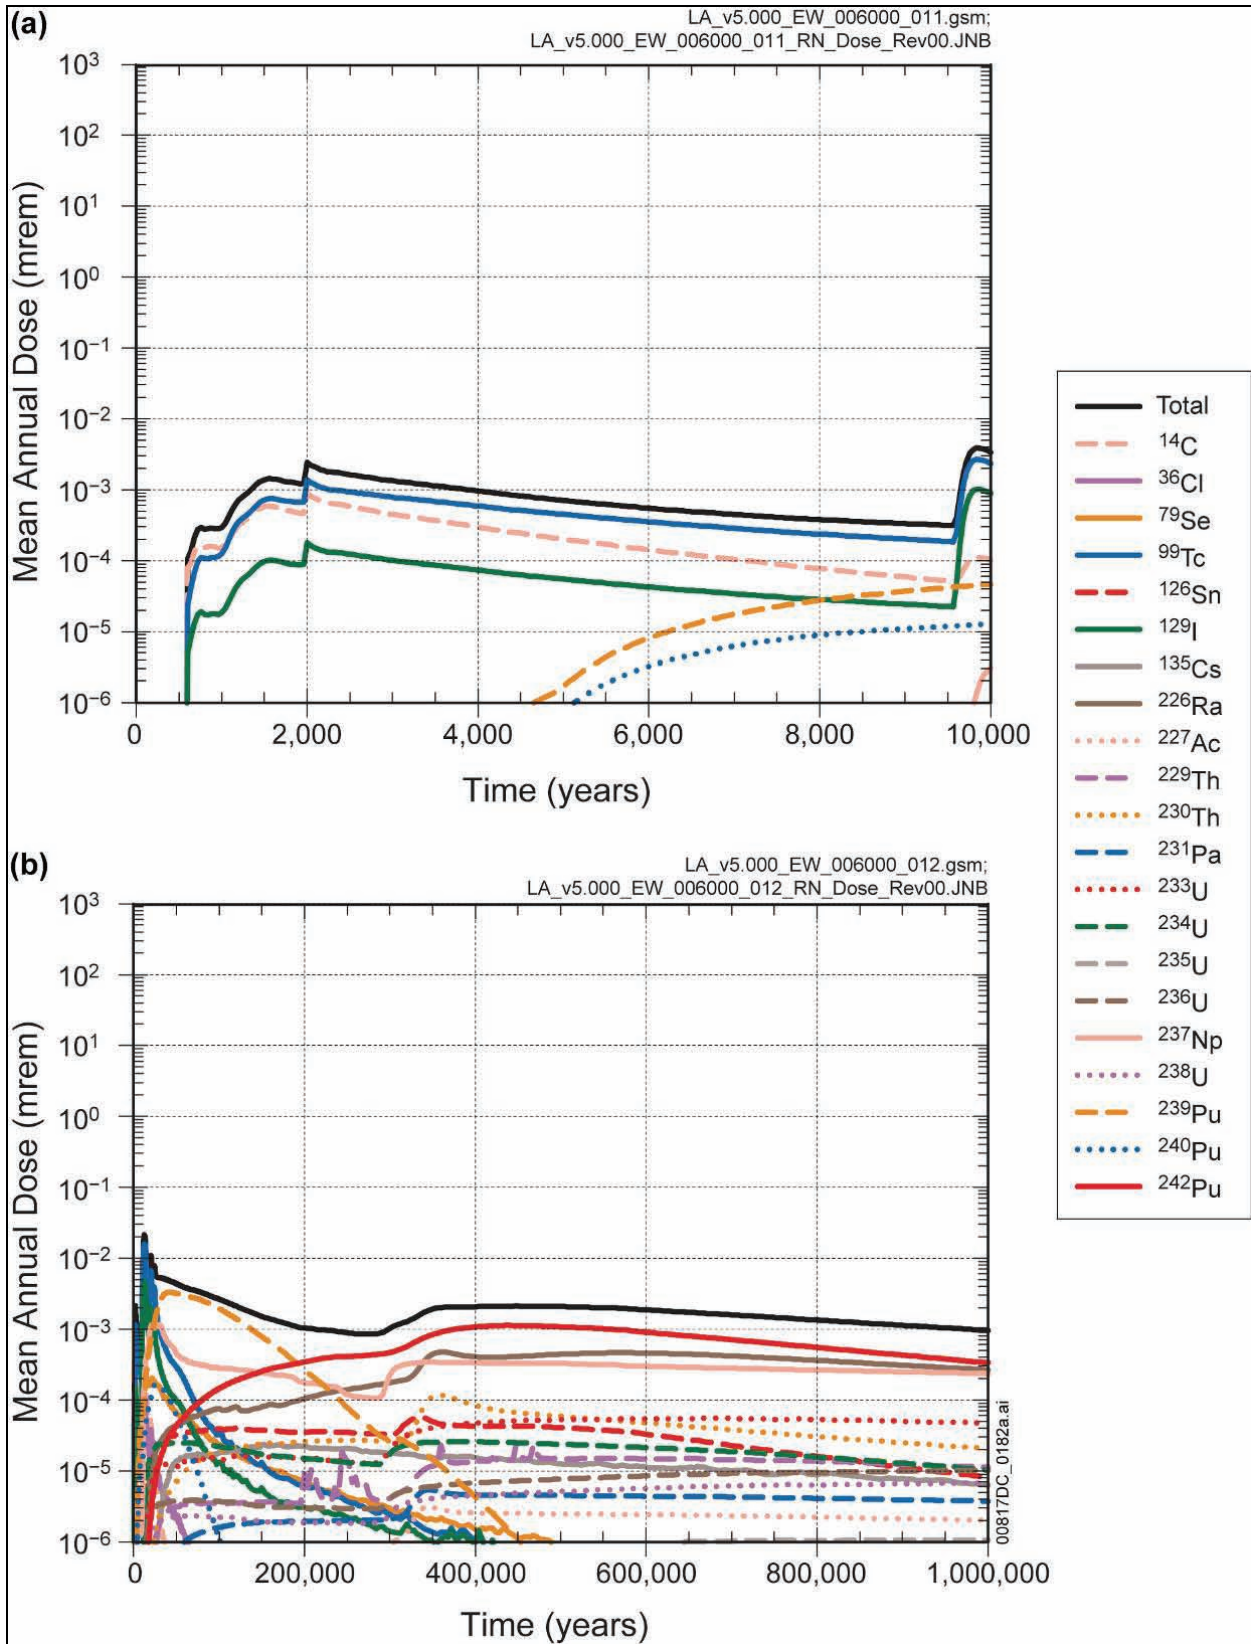 (a)
LA_v5.000_EW_006000_011.gsm;
LA_v5.000_EW_006000_011_RN_Dose_Rev00.JNB
Mean Annual Dose (mrem)
10³
10²
10¹
10⁰
10⁻¹
10⁻²
10⁻³
10⁻⁴
10⁻⁵
10⁻⁶
0 2,000 4,000 6,000 8,000 10,000
Time (years)
(b)
LA_v5.000_EW_006000_012.gsm;
LA_v5.000_EW_006000_012_RN_Dose_Rev00.JNB
Mean Annual Dose (mrem)
10³
10²
10¹
10⁰
10⁻¹
10⁻²
10⁻³
10⁻⁴
10⁻⁵
10⁻⁶
0 200,000 400,000 600,000 800,000 1,000,000
Time (years)
00817DC_0182a.ai
Total
¹⁴C
³⁶Cl
⁷⁹Se
⁹⁹Tc
¹²⁶Sn
¹²⁹I
¹³⁵Cs
²²⁶Ra
²²⁷Ac
²²⁹Th
²³⁰Th
²³¹Pa
²³³U
²³⁴U
²³⁵U
²³⁶U
²³⁷Np
²³⁸U
²³⁹Pu
²⁴⁰Pu
²⁴²Pu